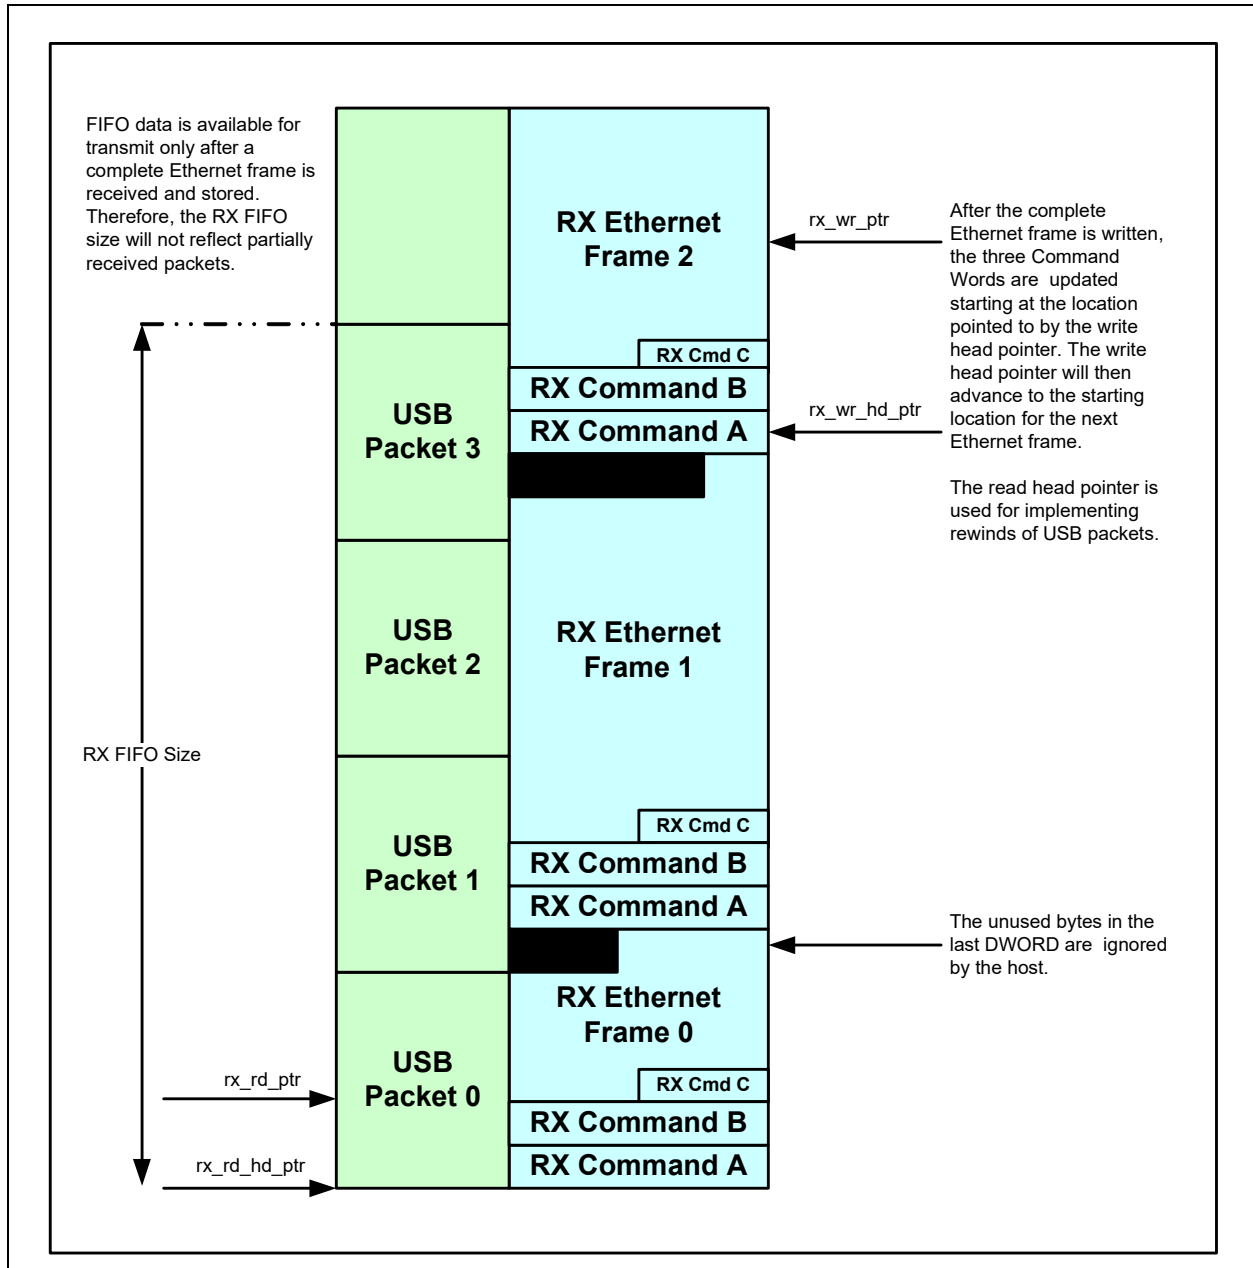 FIFO data is available for
transmit only after a
complete Ethernet frame is
received and stored.
Therefore, the RX FIFO
size will not reflect partially
received packets.
RX Ethernet
Frame 2
rx_wr_ptr
After the complete
Ethernet frame is written,
the three Command
Words are updated
starting at the location
pointed to by the write
head pointer. The write
head pointer will then
advance to the starting
location for the next
Ethernet frame.
The read head pointer is
used for implementing
rewinds of USB packets.
RX Cmd C
RX Command B
RX Command A
rx_wr_hd_ptr
USB
Packet 3
USB
Packet 2
RX Ethernet
Frame 1
RX FIFO Size
USB
Packet 1
RX Cmd C
RX Command B
RX Command A
The unused bytes in the
last DWORD are ignored
by the host.
RX Ethernet
Frame 0
USB
Packet 0
rx_rd_ptr
RX Cmd C
RX Command B
RX Command A
rx_rd_hd_ptr